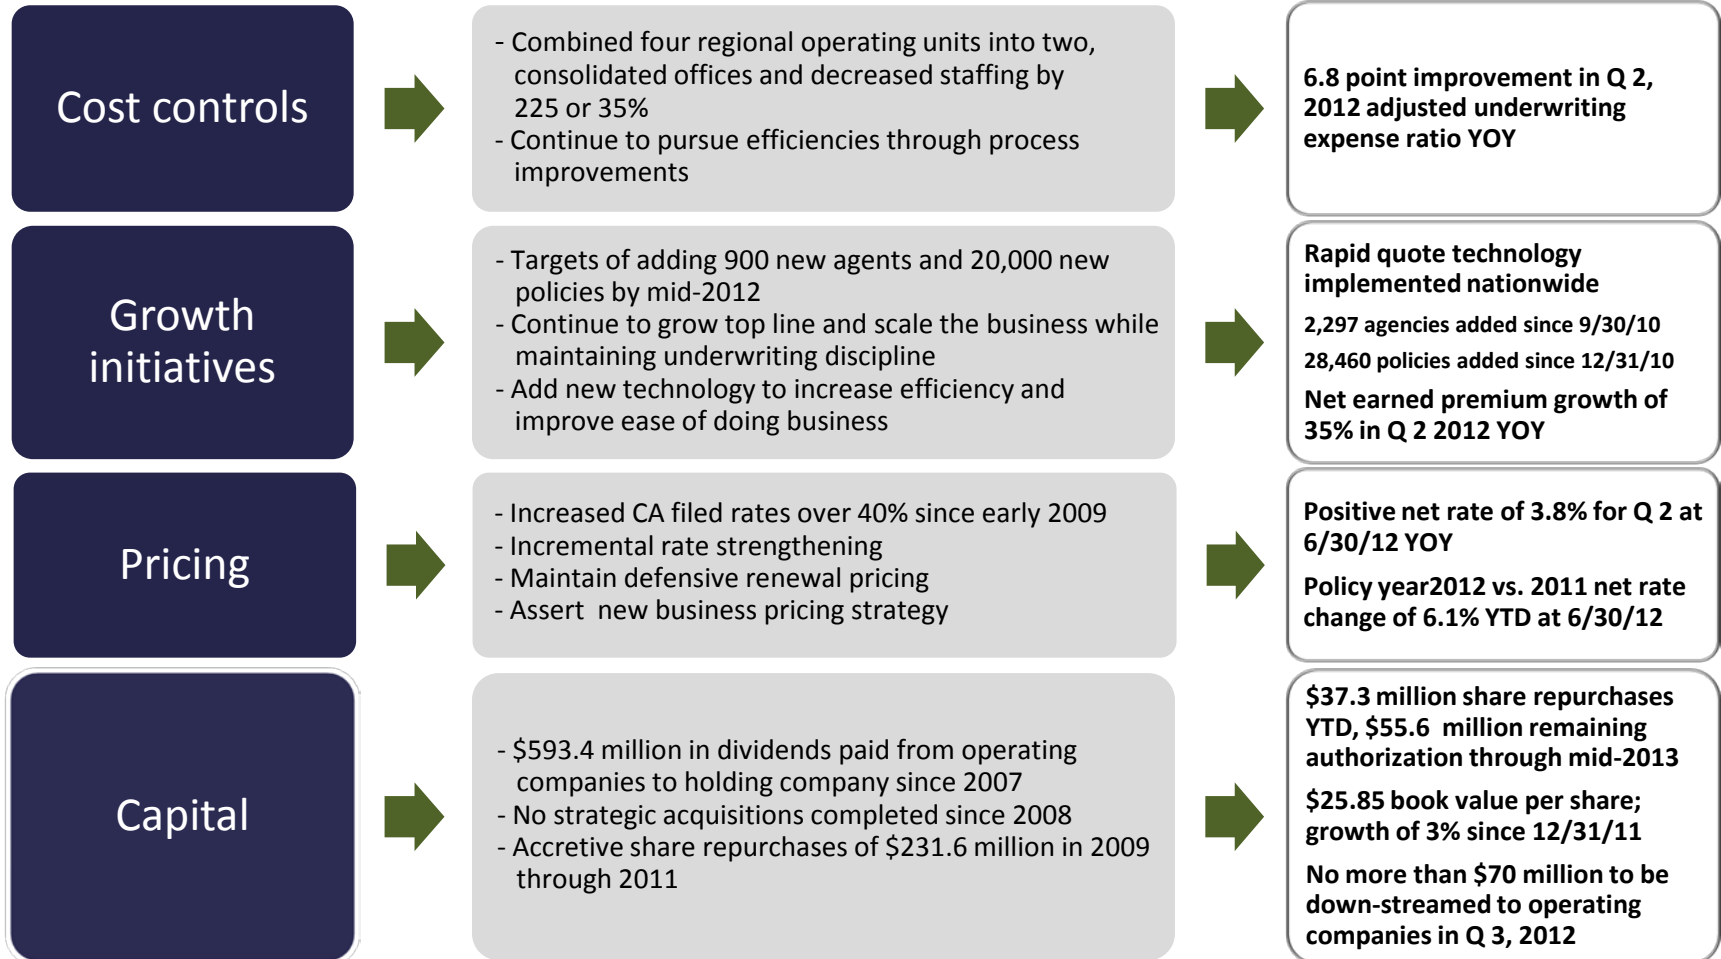 Cost controls
- Combined four regional operating units into two,
consolidated offices and decreased staffing by
225 or 35%
- Continue to pursue efficiencies through process
improvements
6.8 point improvement in Q 2,
2012 adjusted underwriting
expense ratio YOY
Growth
initiatives
- Targets of adding 900 new agents and 20,000 new
policies by mid-2012
- Continue to grow top line and scale the business while
maintaining underwriting discipline
- Add new technology to increase efficiency and
improve ease of doing business
Rapid quote technology
implemented nationwide
2,297 agencies added since 9/30/10
28,460 policies added since 12/31/10
Net earned premium growth of
35% in Q 2 2012 YOY
Pricing
- Increased CA filed rates over 40% since early 2009
- Incremental rate strengthening
- Maintain defensive renewal pricing
- Assert  new business pricing strategy
Positive net rate of 3.8% for Q 2 at
6/30/12 YOY
Policy year2012 vs. 2011 net rate
change of 6.1% YTD at 6/30/12
Capital
- $593.4 million in dividends paid from operating
companies to holding company since 2007
- No strategic acquisitions completed since 2008
- Accretive share repurchases of $231.6 million in 2009
through 2011
$37.3 million share repurchases
YTD, $55.6  million remaining
authorization through mid-2013
$25.85 book value per share;
growth of 3% since 12/31/11
No more than $70 million to be
down-streamed to operating
companies in Q 3, 2012